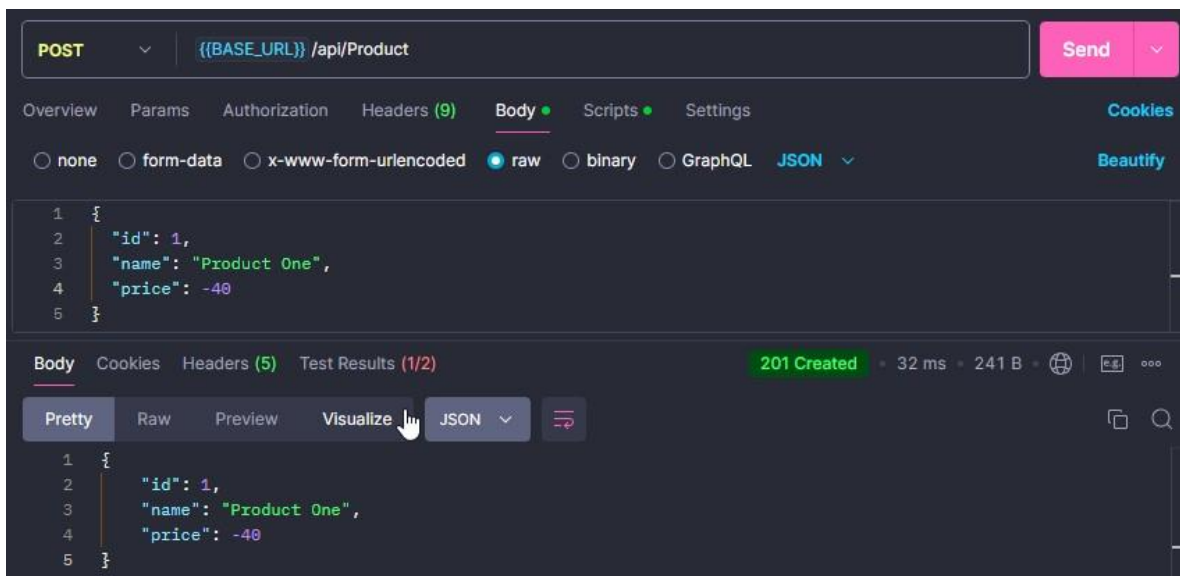 POST {{BASE_URL}} /api/Product Send
Overview Params Authorization Headers (9) Body Scripts Settings Cookies
none form-data x-www-form-urlencoded raw binary GraphQL JSON Beautify
1 {
2 "id": 1,
3 "name": "Product One",
4 "price": -40
5 }
Body Cookies Headers (5) Test Results (1/2) 201 Created 32 ms 241 B e.g.
Pretty Raw Preview Visualize JSON
1 {
2 "id": 1,
3 "name": "Product One",
4 "price": -40
5 }